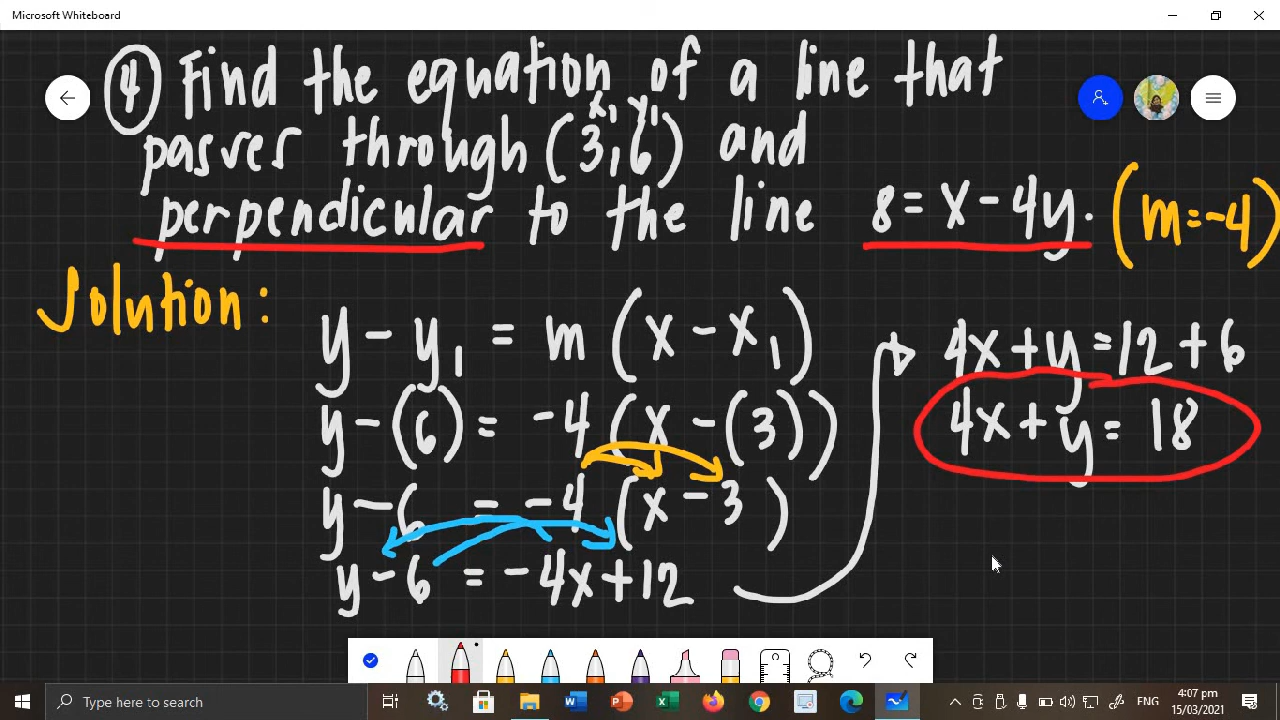 Microsoft Whiteboard
④ Find the equation of a line that
x₁ y₁
passes through (3, 6) and
perpendicular to the line 8 = x - 4y. (m = -4)
Solution:
y - y₁ = m (x - x₁)
y - (6) = -4 (x - (3))
y - 6 = -4 (x - 3)
y - 6 = -4x + 12
4x + y = 12 + 6
4x + y = 18
Type here to search
ENG
4:07 pm
15/03/2021